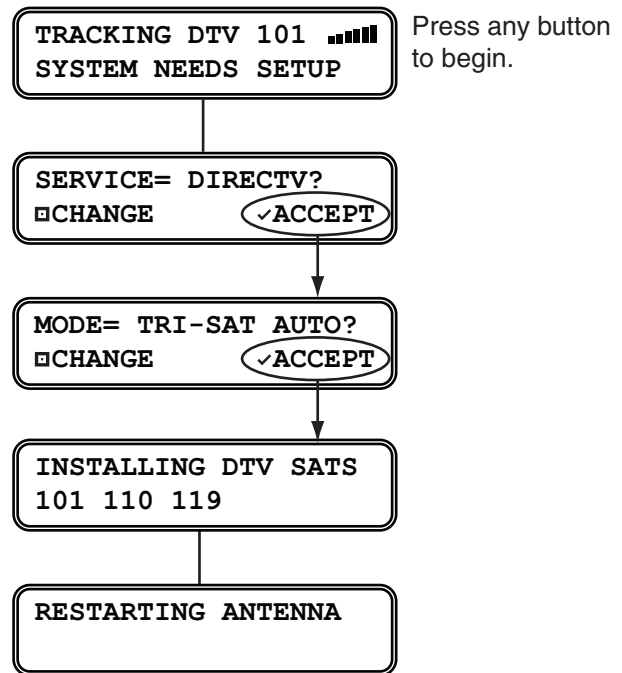 TRACKING DTV 101
SYSTEM NEEDS SETUP
Press any button
to begin.
SERVICE= DIRECTV?
⊡CHANGE ✓ACCEPT
MODE= TRI-SAT AUTO?
⊡CHANGE ✓ACCEPT
INSTALLING DTV SATS
101 110 119
RESTARTING ANTENNA